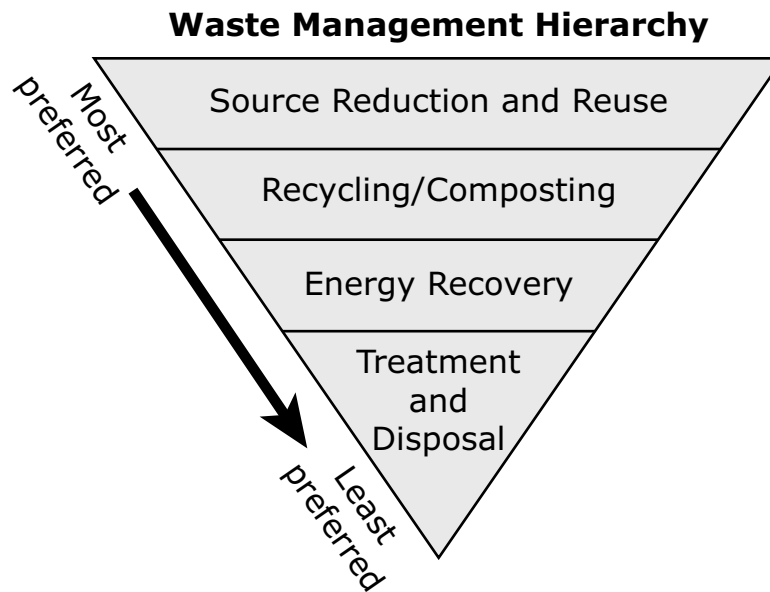 Waste Management Hierarchy
Most
preferred
Source Reduction and Reuse
Recycling/Composting
Energy Recovery
Treatment
and
Disposal
Least
preferred